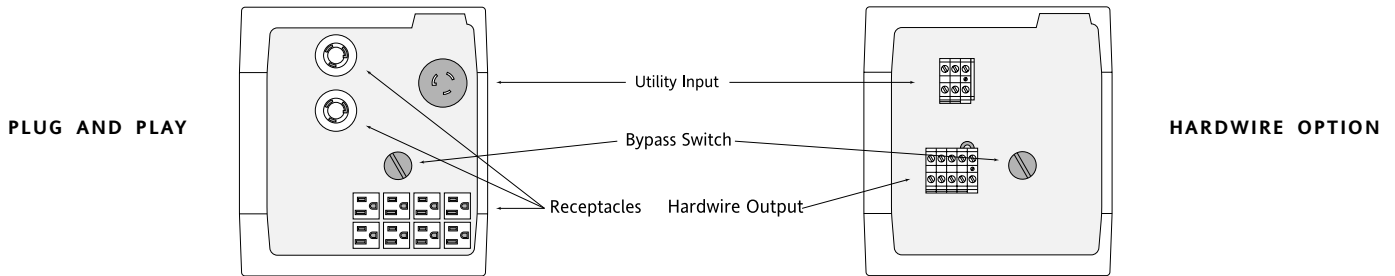 Utility Input
PLUG AND PLAY
HARDWIRE OPTION
Bypass Switch
Receptacles
Hardwire Output